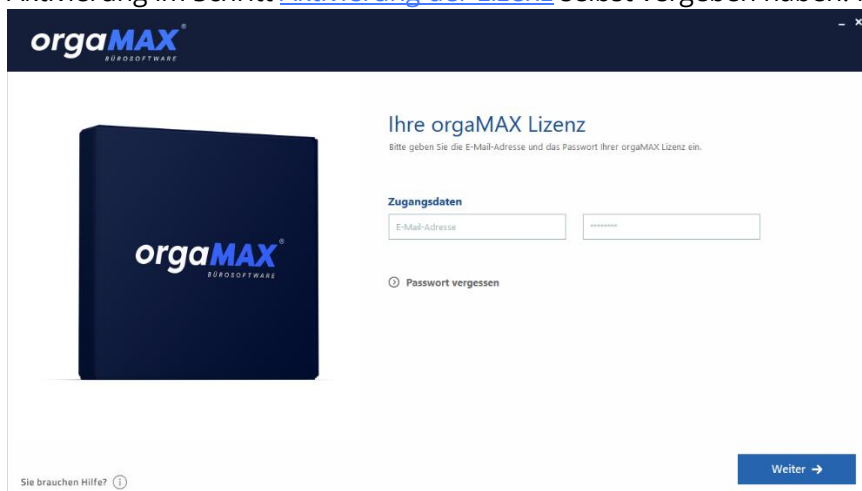 Aktivierung im Schritt Aktivierung der Lizenz selbst vergeben haben.
orgaMAX®
BÜROSOFTWARE
Ihre orgaMAX Lizenz
Bitte geben Sie die E-Mail-Adresse und das Passwort Ihrer orgaMAX Lizenz ein.
Zugangsdaten
E-Mail-Adresse ********
orgaMAX®
BÜROSOFTWARE
Passwort vergessen
Weiter →
Sie brauchen Hilfe? i